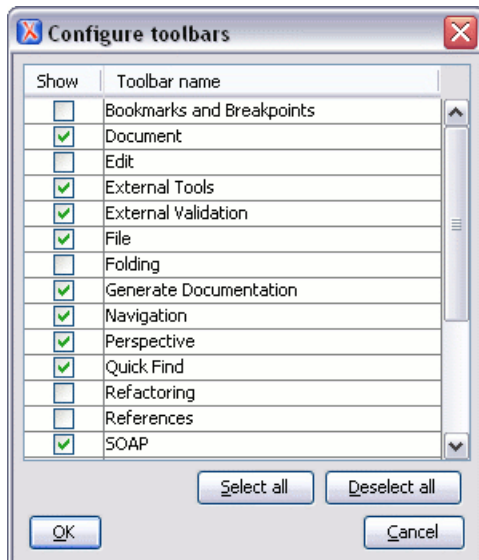 Configure toolbars
Show Toolbar name
Bookmarks and Breakpoints
Document
Edit
External Tools
External Validation
File
Folding
Generate Documentation
Navigation
Perspective
Quick Find
Refactoring
References
SOAP
Select all Deselect all
OK Cancel